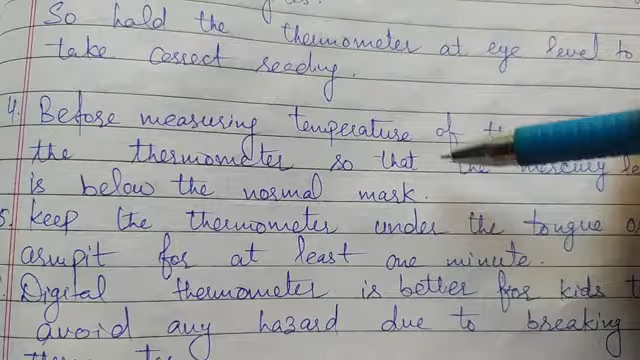 So hold the thermometer at eye level to
take correct reading.
4. Before measuring temperature of
the thermometer so that the mercury le
is below the normal mark.
5. keep the thermometer under the tongue or
armpit for at least one minute.
Digital thermometer is better for kids t
avoid any hazard due to breaking